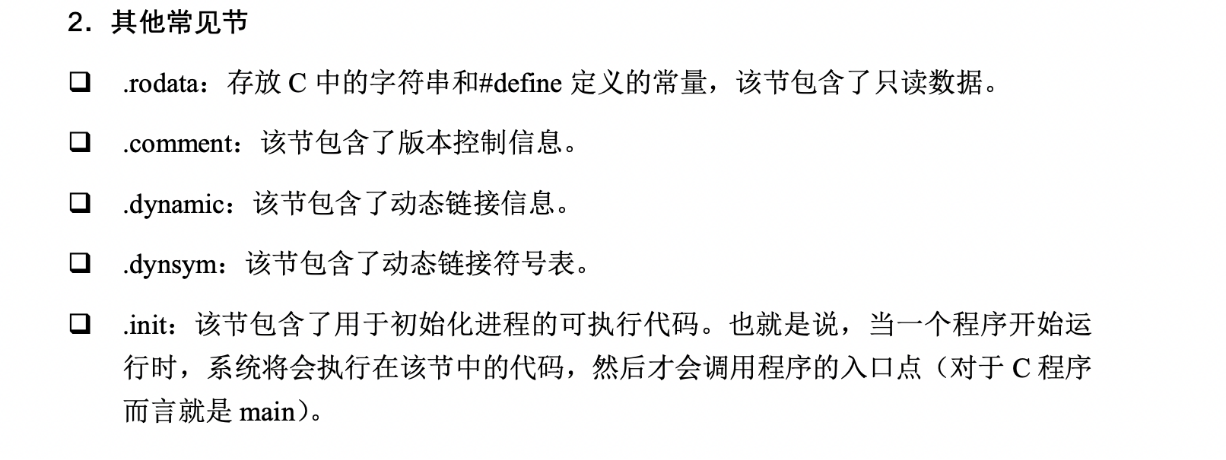 2．其他常见节
❑ .rodata：存放 C 中的字符串和#define 定义的常量，该节包含了只读数据。
❑ .comment：该节包含了版本控制信息。
❑ .dynamic：该节包含了动态链接信息。
❑ .dynsym：该节包含了动态链接符号表。
❑ .init：该节包含了用于初始化进程的可执行代码。也就是说，当一个程序开始运
行时，系统将会执行在该节中的代码，然后才会调用程序的入口点（对于 C 程序
而言就是 main）。